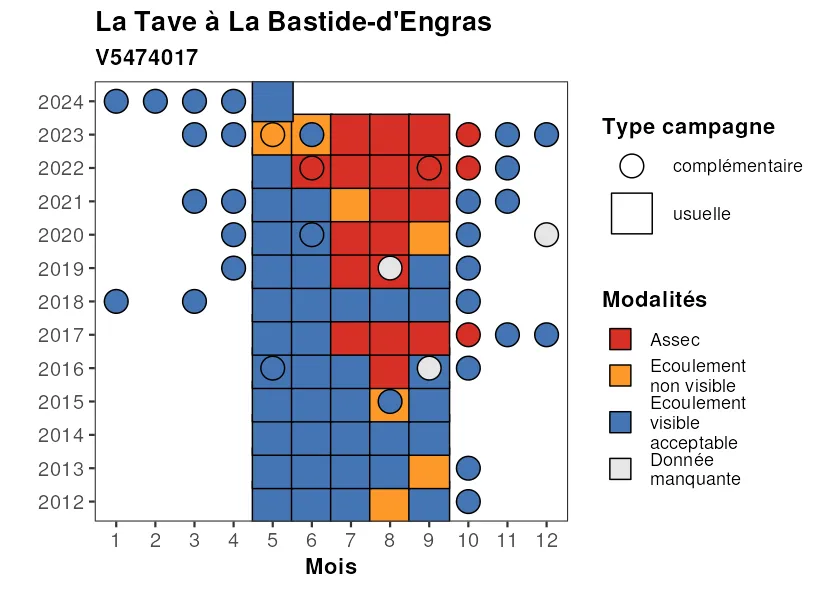 La Tave à La Bastide-d'Engras
V5474017
2024
2023
2022
2021
2020
2019
2018
2017
2016
2015
2014
2013
2012
1 2 3 4 5 6 7 8 9 10 11 12
Mois
Type campagne
complémentaire
usuelle
Modalités
Assec
Ecoulement
non visible
Ecoulement
visible
acceptable
Donnée
manquante